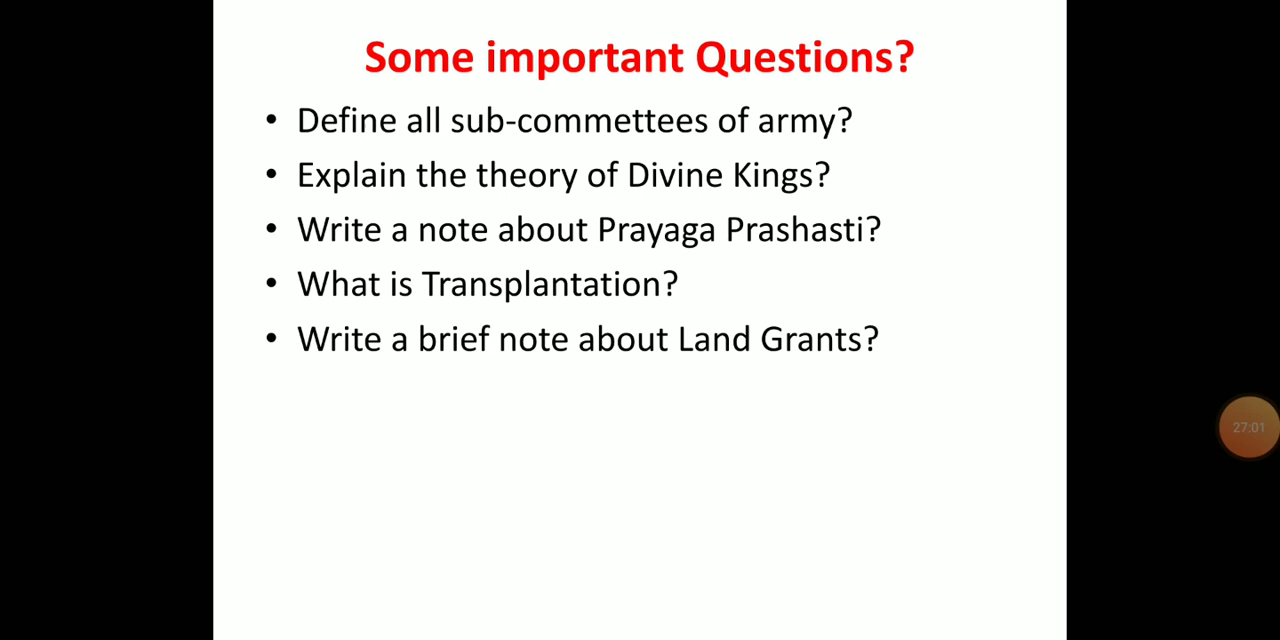 Some important Questions?
• Define all sub-commettees of army?
• Explain the theory of Divine Kings?
• Write a note about Prayaga Prashasti?
• What is Transplantation?
• Write a brief note about Land Grants?
27:01